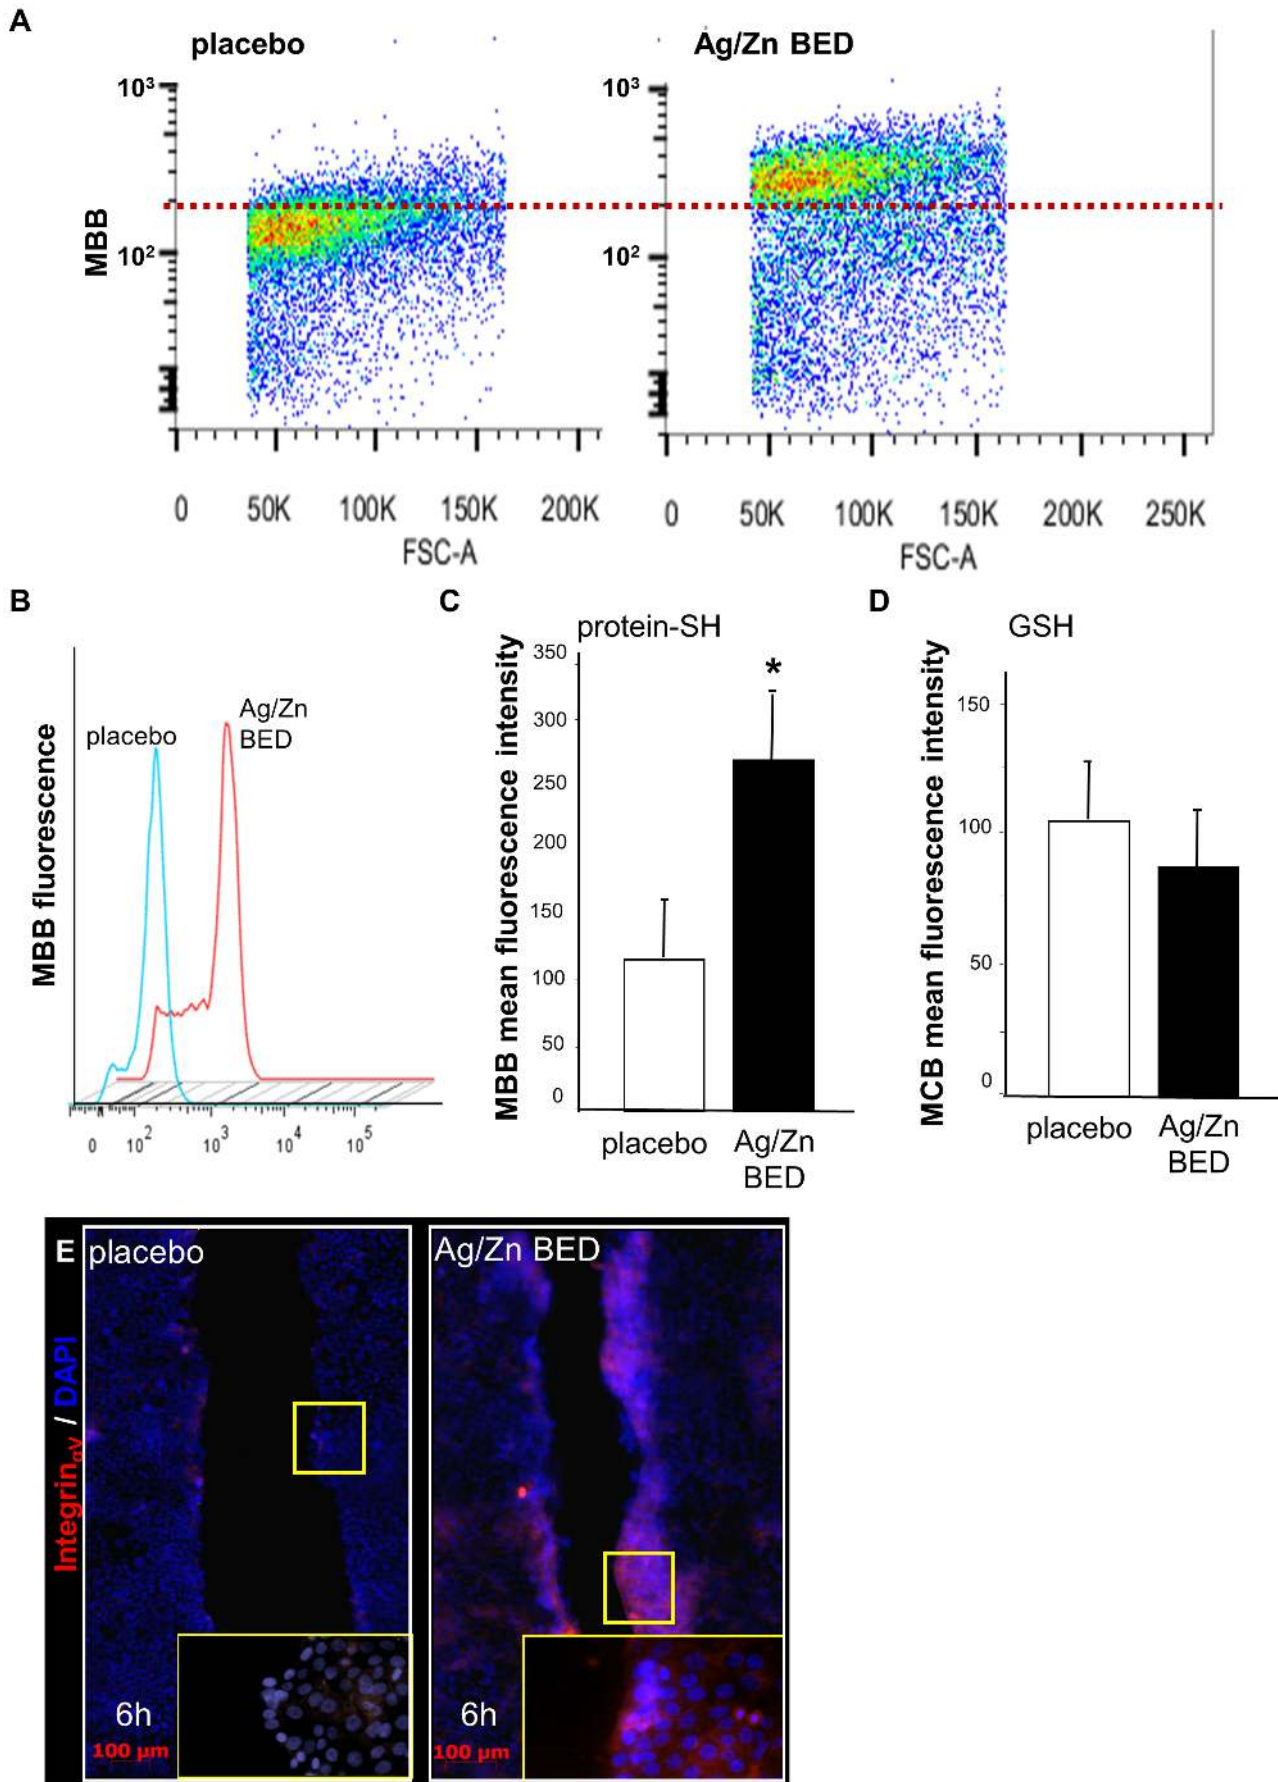 A
placebo
Ag/Zn BED
10³
10²
MBB
0 50K 100K 150K 200K
FSC-A
10³
10²
0 50K 100K 150K 200K 250K
FSC-A
B
MBB fluorescence
placebo
Ag/Zn
BED
0 10² 10³ 10⁴ 10⁵
C
protein-SH
MBB mean fluorescence intensity
350
300
250
200
150
100
50
0
*
placebo
Ag/Zn
BED
D
GSH
MCB mean fluorescence intensity
150
100
50
0
placebo
Ag/Zn
BED
E
Integrinαv / DAPI
placebo
6h
100 µm
Ag/Zn BED
6h
100 µm